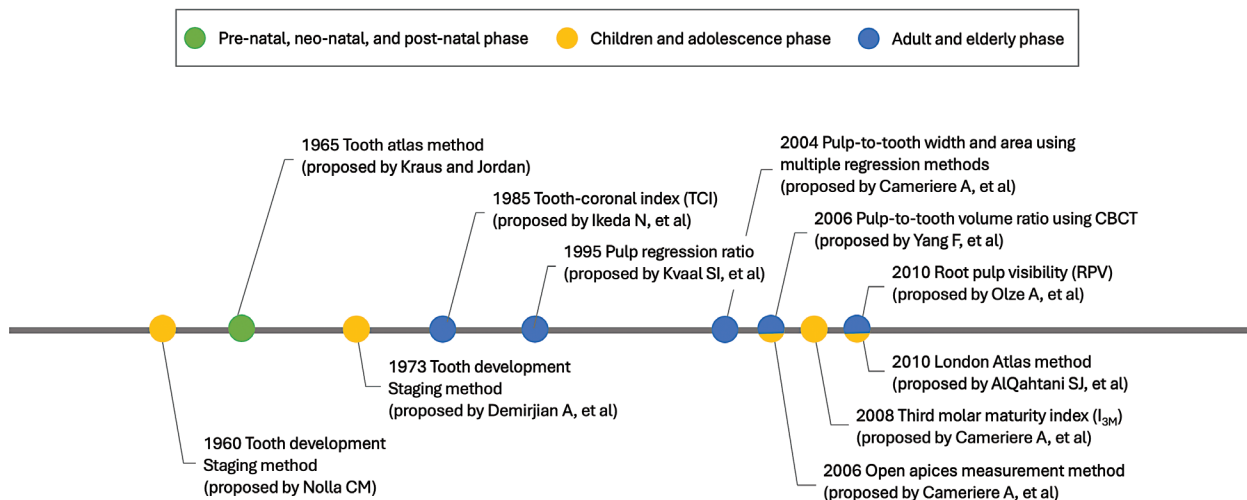 Pre-natal, neo-natal, and post-natal phase
Children and adolescence phase
Adult and elderly phase
1965 Tooth atlas method
(proposed by Kraus and Jordan)
1985 Tooth-coronal index (TCI)
(proposed by Ikeda N, et al)
1995 Pulp regression ratio
(proposed by Kvaal SI, et al)
2004 Pulp-to-tooth width and area using
multiple regression methods
(proposed by Cameriere A, et al)
2006 Pulp-to-tooth volume ratio using CBCT
(proposed by Yang F, et al)
2010 Root pulp visibility (RPV)
(proposed by Olze A, et al)
1960 Tooth development
Staging method
(proposed by Nolla CM)
1973 Tooth development
Staging method
(proposed by Demirjian A, et al)
2010 London Atlas method
(proposed by AlQahtani SJ, et al)
2008 Third molar maturity index (I3M)
(proposed by Cameriere A, et al)
2006 Open apices measurement method
(proposed by Cameriere A, et al)